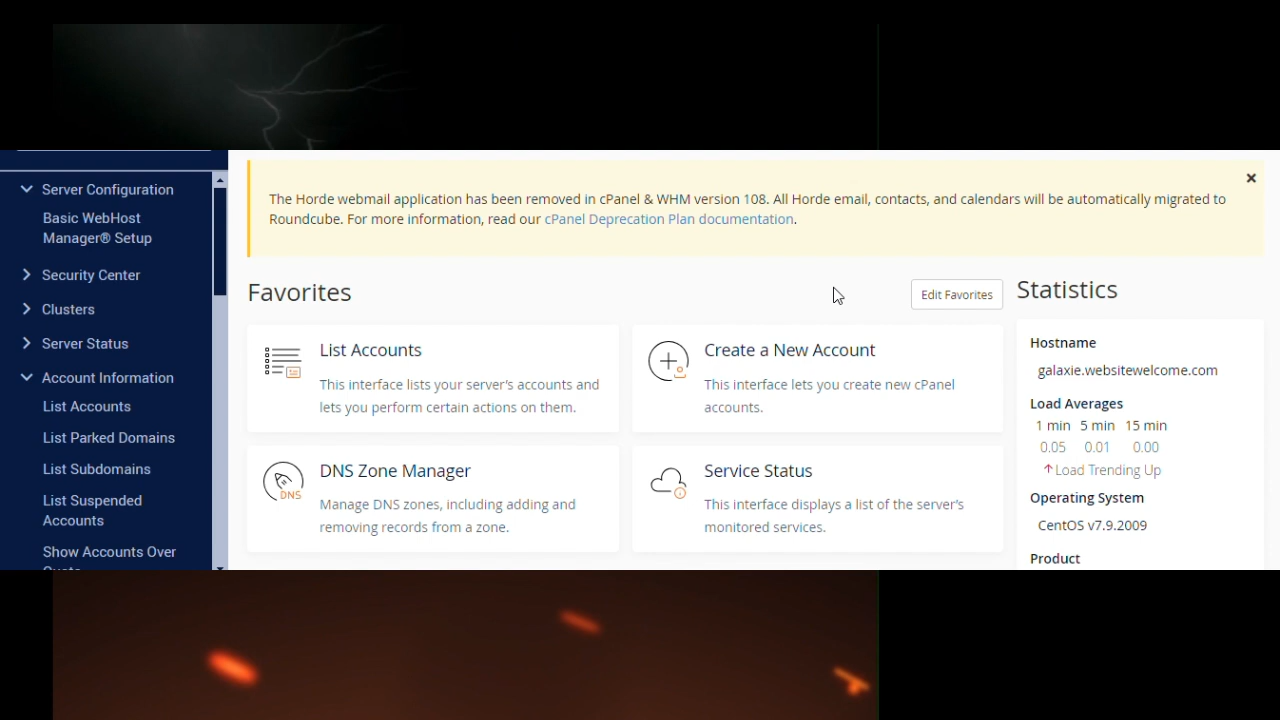 Server Configuration
Basic WebHost
Manager® Setup
Security Center
Clusters
Server Status
Account Information
List Accounts
List Parked Domains
List Subdomains
List Suspended
Accounts
Show Accounts Over
The Horde webmail application has been removed in cPanel & WHM version 108. All Horde email, contacts, and calendars will be automatically migrated to
Roundcube. For more information, read our cPanel Deprecation Plan documentation.
Favorites
Edit Favorites
List Accounts
This interface lists your server's accounts and
lets you perform certain actions on them.
Create a New Account
This interface lets you create new cPanel
accounts.
DNS
DNS Zone Manager
Manage DNS zones, including adding and
removing records from a zone.
Service Status
This interface displays a list of the server's
monitored services.
Statistics
Hostname
galaxie.websitewelcome.com
Load Averages
1 min 5 min 15 min
0.05 0.01 0.00
Load Trending Up
Operating System
CentOS v7.9.2009
Product